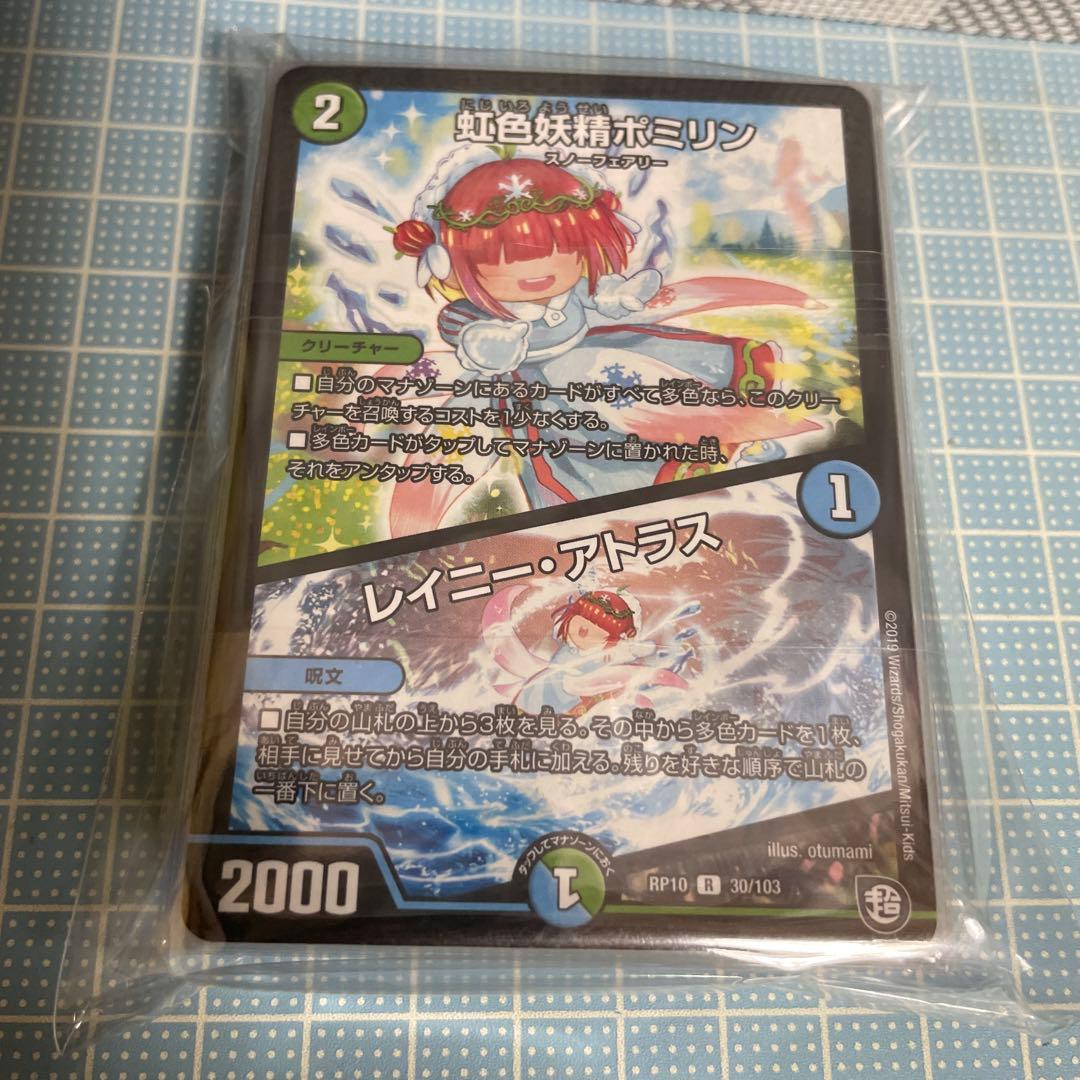 2
にじいろようせい
虹色妖精ポミリン
スノーフェアリー
クリーチャー
■自分のマナゾーンにあるカードがすべて多色なら、このクリー
チャーを召喚するコストを1少なくする。
■多色カードがタップしてマナゾーンに置かれた時、
それをアンタップする。
1
レイニー・アトラス
呪文
■自分の山札の上から3枚を見る。その中から多色カードを1枚、
相手に見せてから自分の手札に加える。残りを好きな順序で山札の
一番下に置く。
©2019 Wizards/Shogakukan/Mitsui-Kids
illus. otumami
2000
タップしてマナゾーンにおく
1
RP10 R 30/103
超